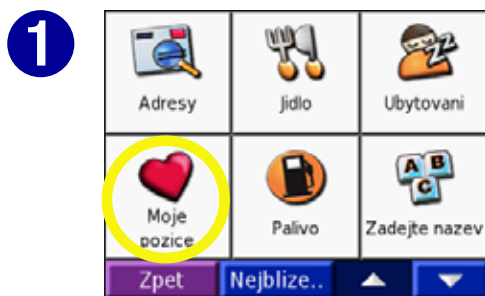 1
Adresy
Jidlo
Ubytovani
Moje
pozice
Palivo
A B
C
Zadejte nazev
Zpet
Nejblize..